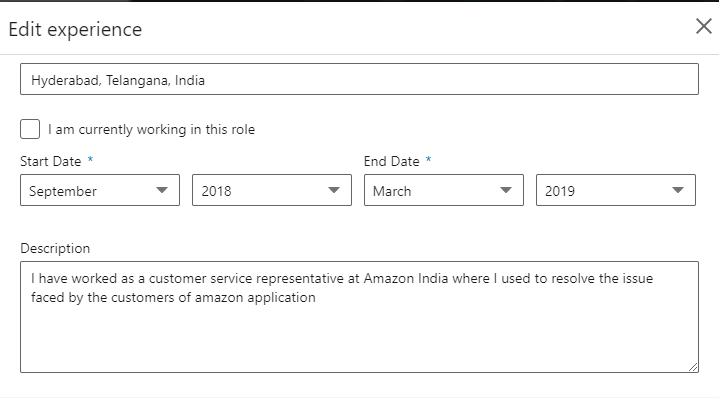 Edit experience
Hyderabad, Telangana, India
I am currently working in this role
Start Date * End Date *
September 2018 March 2019
Description
I have worked as a customer service representative at Amazon India where I used to resolve the issue
faced by the customers of amazon application